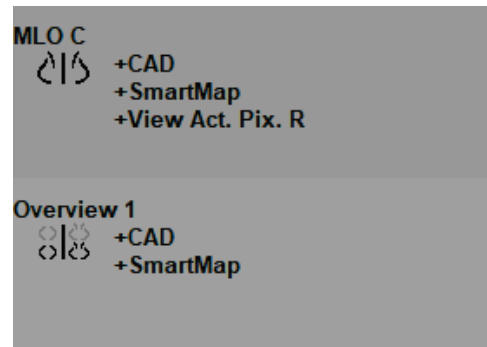 MLO C
+CAD
+SmartMap
+View Act. Pix. R
Overview 1
+CAD
+SmartMap